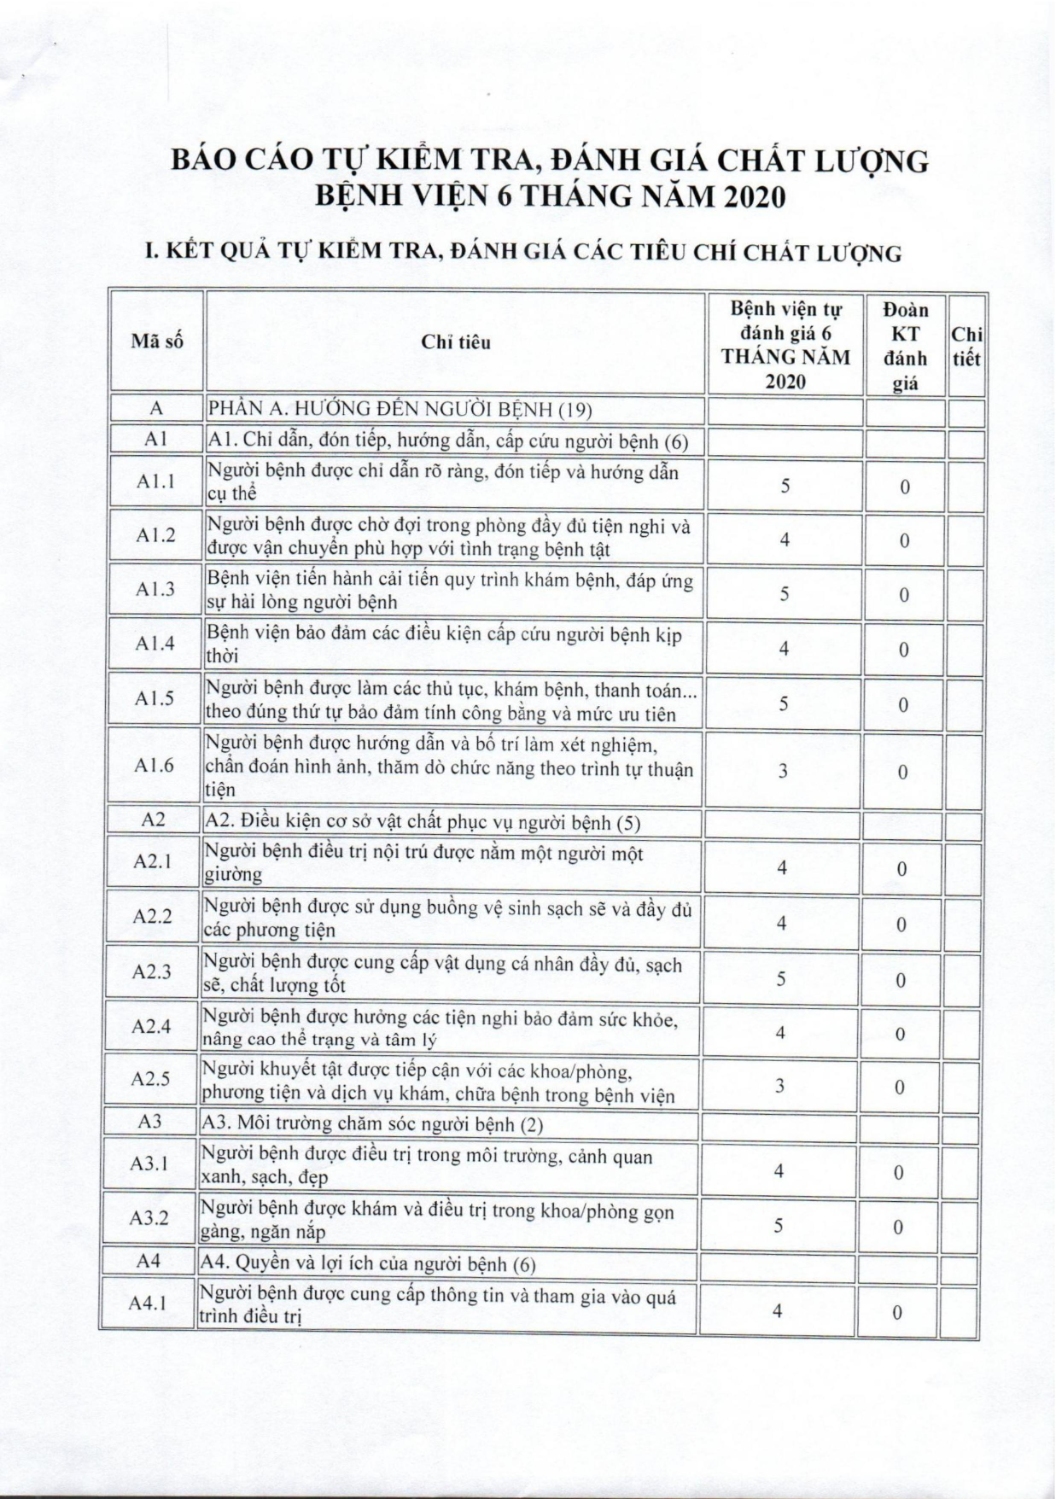 BÁO CÁO TỰ KIỂM TRA, ĐÁNH GIÁ CHẤT LƯỢNG
BỆNH VIỆN 6 THÁNG NĂM 2020
I. KẾT QUẢ TỰ KIỂM TRA, ĐÁNH GIÁ CÁC TIÊU CHÍ CHẤT LƯỢNG
Mã số
Chỉ tiêu
Bệnh viện tự
đánh giá 6
THÁNG NĂM
2020
Đoàn
KT
đánh
giá
Chi
tiết
A
PHẦN A. HƯỚNG ĐẾN NGƯỜI BỆNH (19)
A1
A1. Chỉ dẫn, đón tiếp, hướng dẫn, cấp cứu người bệnh (6)
A1.1
Người bệnh được chỉ dẫn rõ ràng, đón tiếp và hướng dẫn
cụ thể
5
0
A1.2
Người bệnh được chờ đợi trong phòng đầy đủ tiện nghi và
được vận chuyển phù hợp với tình trạng bệnh tật
4
0
A1.3
Bệnh viện tiến hành cải tiến quy trình khám bệnh, đáp ứng
sự hài lòng người bệnh
5
0
A1.4
Bệnh viện bảo đảm các điều kiện cấp cứu người bệnh kịp
thời
4
0
A1.5
Người bệnh được làm các thủ tục, khám bệnh, thanh toán...
theo đúng thứ tự bảo đảm tính công bằng và mức ưu tiên
5
0
A1.6
Người bệnh được hướng dẫn và bố trí làm xét nghiệm,
chẩn đoán hình ảnh, thăm dò chức năng theo trình tự thuận
tiện
3
0
A2
A2. Điều kiện cơ sở vật chất phục vụ người bệnh (5)
A2.1
Người bệnh điều trị nội trú được nằm một người một
giường
4
0
A2.2
Người bệnh được sử dụng buồng vệ sinh sạch sẽ và đầy đủ
các phương tiện
4
0
A2.3
Người bệnh được cung cấp vật dụng cá nhân đầy đủ, sạch
sẽ, chất lượng tốt
5
0
A2.4
Người bệnh được hưởng các tiện nghi bảo đảm sức khỏe,
nâng cao thể trạng và tâm lý
4
0
A2.5
Người khuyết tật được tiếp cận với các khoa/phòng,
phương tiện và dịch vụ khám, chữa bệnh trong bệnh viện
3
0
A3
A3. Môi trường chăm sóc người bệnh (2)
A3.1
Người bệnh được điều trị trong môi trường, cảnh quan
xanh, sạch, đẹp
4
0
A3.2
Người bệnh được khám và điều trị trong khoa/phòng gọn
gàng, ngăn nắp
5
0
A4
A4. Quyền và lợi ích của người bệnh (6)
A4.1
Người bệnh được cung cấp thông tin và tham gia vào quá
trình điều trị
4
0